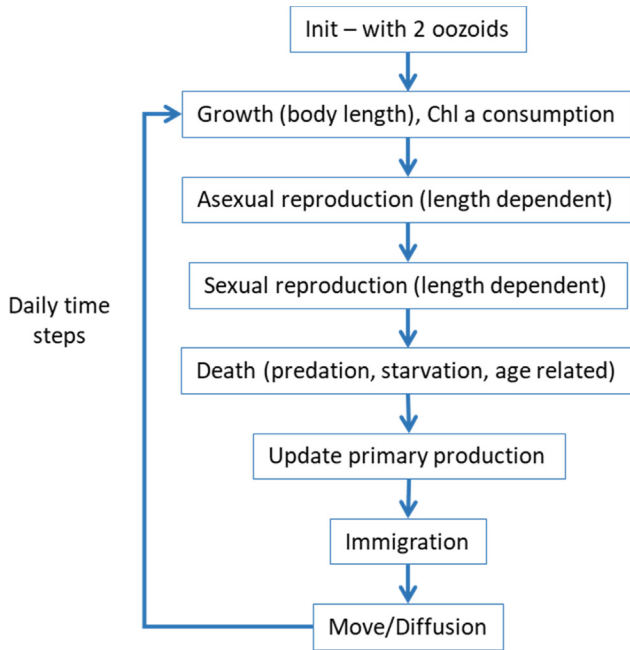 Init – with 2 oozoids
Growth (body length), Chl a consumption
Asexual reproduction (length dependent)
Sexual reproduction (length dependent)
Daily time
steps
Death (predation, starvation, age related)
Update primary production
Immigration
Move/Diffusion